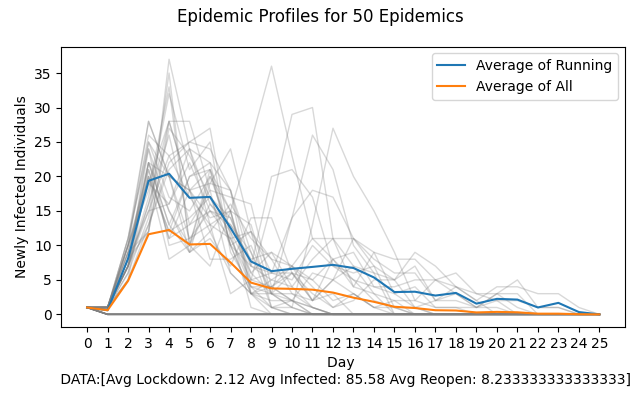 Epidemic Profiles for 50 Epidemics
Newly Infected Individuals
35
30
25
20
15
10
5
0
Average of Running
Average of All
0 1 2 3 4 5 6 7 8 9 10 11 12 13 14 15 16 17 18 19 20 21 22 23 24 25
Day
DATA:[Avg Lockdown: 2.12 Avg Infected: 85.58 Avg Reopen: 8.233333333333333]